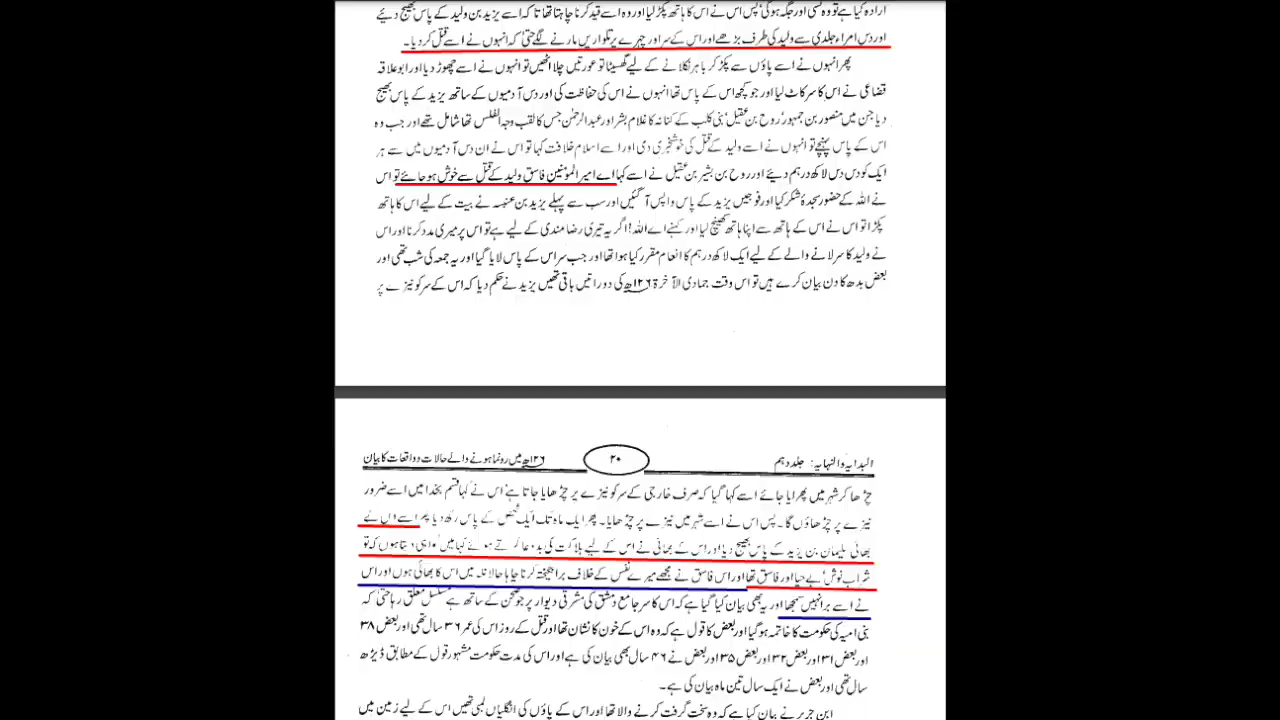 ارادہ کیا ہے تو وہ کسی اور جگہ ہو گی' پس اس نے اس کا ہاتھ پکڑ لیا اور وہ اسے قید کرنا چاہتا تھا تا کہ اسے یزید بن ولید کے پاس بھیج دیئے
اور دس امراء جلدی سے ولید کی طرف بڑھے اور اس کے سر اور چہرے پر تلواریں مارنے لگے حتی کہ انہوں نے اسے قتل کر دیا۔
پھر انہوں نے اسے پاؤں سے پکڑ کر باہر نکالنے کے لیے گھسیٹا تو عورتیں چلا اٹھیں تو انہوں نے اسے چھوڑ دیا اور ابو علاقہ
قضاعی نے اس کا سر کاٹ لیا اور جو کچھ اس کے پاس تھا انہوں نے اس کی حفاظت کی اور دس آدمیوں کے ساتھ یزید کے پاس بھیج
دیا جن میں منصور بن جمہور' روح بن عقیل' بنی کلب کے کنانہ کا غلام بشر اور عبدالرحمٰن جس کا لقب وجہ الفلس تھا شامل تھے اور جب وہ
اس کے پاس پہنچے تو انہوں نے اسے ولید کے قتل کی خوشخبری دی اور اسے اسلام خلافت کہا تو اس نے ان دس آدمیوں میں سے ہر
ایک کو دس دس لاکھ درہم دیئے اور روح بن بشیر بن عقیل نے اسے کہا اے امیر المؤمنین فاسق ولید کے قتل سے خوش ہو جائیے تو اس
نے اللہ کے حضور سجدۂ شکر کیا اور فوجیں یزید کے پاس واپس آ گئیں اور سب سے پہلے یزید بن عنبسہ نے بیت کے لیے اس کا ہاتھ
پکڑا تو اس نے اس کے ہاتھ سے اپنا ہاتھ کھینچ لیا اور کہنے اے اللہ! اگر یہ تیری رضا مندی کے لیے ہے تو اس پر میری مدد کرنا اور اس
نے ولید کا سر لانے والے کے لیے ایک لاکھ درہم کا انعام مقرر کیا ہوا تھا اور جب سر اس کے پاس لایا گیا اور یہ جمعہ کی شب تھی اور
بعض بدھ کا دن بیان کرے ہیں تو اس وقت جمادی الآخرۃ ۱۲۶ھ کی دو راتیں باقی تھیں یزید نے حکم دیا کہ اس کے سر کو نیزے پر
البدایہ والنہایہ: جلد دہم
۲۰
۱۲۶ھ میں رونما ہونے والے حالات و واقعات کا بیان
چڑھا کر شہر میں پھرایا جائے اسے کہا گیا کہ صرف خارجی کے سر کو نیزے پر چڑھایا جاتا ہے' اس نے کہا قسم بخدا میں اسے ضرور
نیزے پر چڑھاؤں گا۔ پس اس نے اسے شہر میں نیزے پر چڑھایا۔ پھر ایک ماہ تک ایک شخص کے پاس رکھ دیا پھر اسے اس کے
بھائی سلیمان بن یزید کے پاس بھیج دیا اور اس کے بھائی نے اس کے لیے ہلاکت کی بددعا کرتے ہوئے کہا میں گواہی دیتا ہوں کہ تو
شراب نوش' بے حیا اور فاسق تھا اور اس فاسق نے مجھے میرے نفس کے خلاف برانگیختہ کرنا چاہا حالانکہ میں اس کا بھائی ہوں اور اس
نے اسے برا نہیں سمجھا اور یہ بھی بیان کیا گیا ہے کہ اس کا سر جامع دمشق کی مشرقی دیوار پر جو صحن کے ساتھ ہے مسلسل معلق رہا حتی کہ
بنی امیہ کی حکومت کا خاتمہ ہو گیا اور بعض کا قول ہے کہ وہ اس کے خون کا نشان تھا اور قتل کے روز اس کی عمر ۳۶ سال تھی اور بعض ۳۸
اور بعض ۳۱ اور بعض ۳۲ اور بعض ۳۵ اور بعض نے ۴۶ سال بھی بیان کی ہے اور اس کی مدت حکومت مشہور قول کے مطابق ڈیڑھ
سال تھی اور بعض نے ایک سال تین ماہ بیان کی ہے۔
ابن جریر نے بیان کیا ہے کہ وہ سخت گرفت کرنے والا تھا اور اس کے پاؤں کی انگلیاں لمبی تھیں اس کے لیے زمین میں